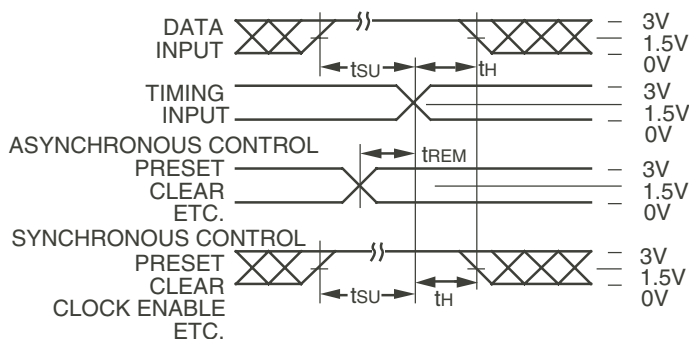 DATA
INPUT
3V
1.5V
0V
tSU
tH
TIMING
INPUT
3V
1.5V
0V
ASYNCHRONOUS CONTROL
tREM
PRESET
CLEAR
ETC.
3V
1.5V
0V
SYNCHRONOUS CONTROL
PRESET
CLEAR
CLOCK ENABLE
ETC.
3V
1.5V
0V
tSU
tH